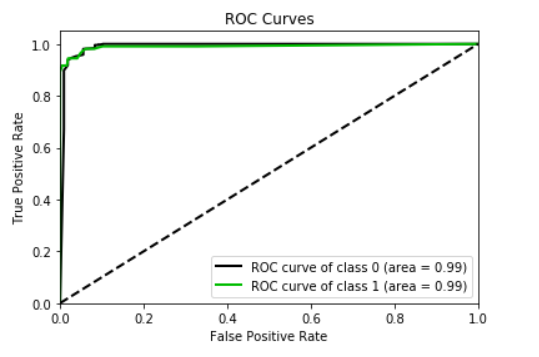 ROC Curves
1.0
0.8
0.6
0.4
0.2
0.0
True Positive Rate
ROC curve of class 0 (area = 0.99)
ROC curve of class 1 (area = 0.99)
0.0 0.2 0.4 0.6 0.8 1.0
False Positive Rate